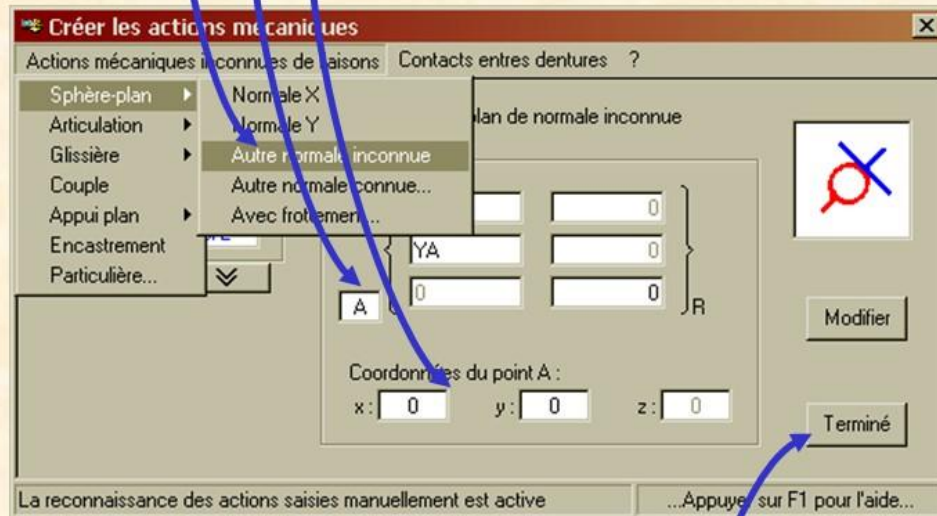 Créer les actions mécaniques
Actions mécaniques inconnues de liaisons Contacts entres dentures ?
Sphère-plan
Articulation
Glissière
Couple
Appui plan
Encastrement
Particulière...
Normale X
Normale Y
Autre normale inconnue
Autre normale connue...
Avec frottement...
plan de normale inconnue
0
YA 0
0 0
A R
Modifier
Coordonnées du point A :
x : 0 y : 0 z : 0
Terminé
La reconnaissance des actions saisies manuellement est active ...Appuyer sur F1 pour l'aide...